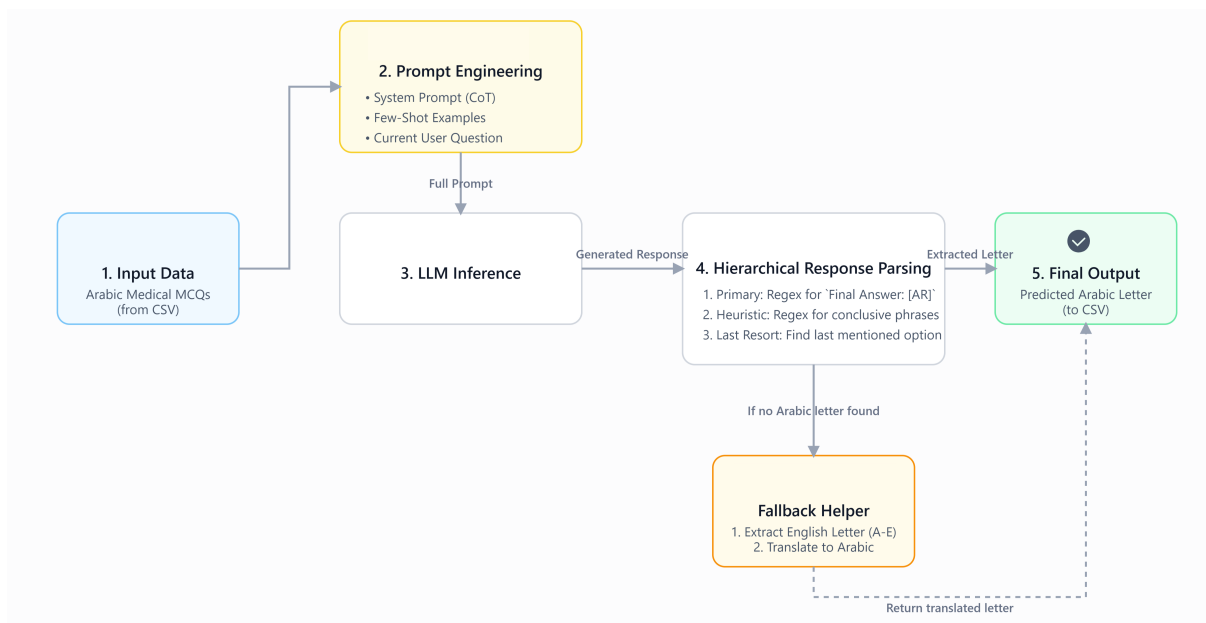 2. Prompt Engineering
• System Prompt (CoT)
• Few-Shot Examples
• Current User Question
Full Prompt
1. Input Data
Arabic Medical MCQs
(from CSV)
3. LLM Inference
Generated Response
4. Hierarchical Response Parsing
1. Primary: Regex for `Final Answer: [AR]`
2. Heuristic: Regex for conclusive phrases
3. Last Resort: Find last mentioned option
Extracted Letter
5. Final Output
Predicted Arabic Letter
(to CSV)
If no Arabic letter found
Fallback Helper
1. Extract English Letter (A-E)
2. Translate to Arabic
Return translated letter